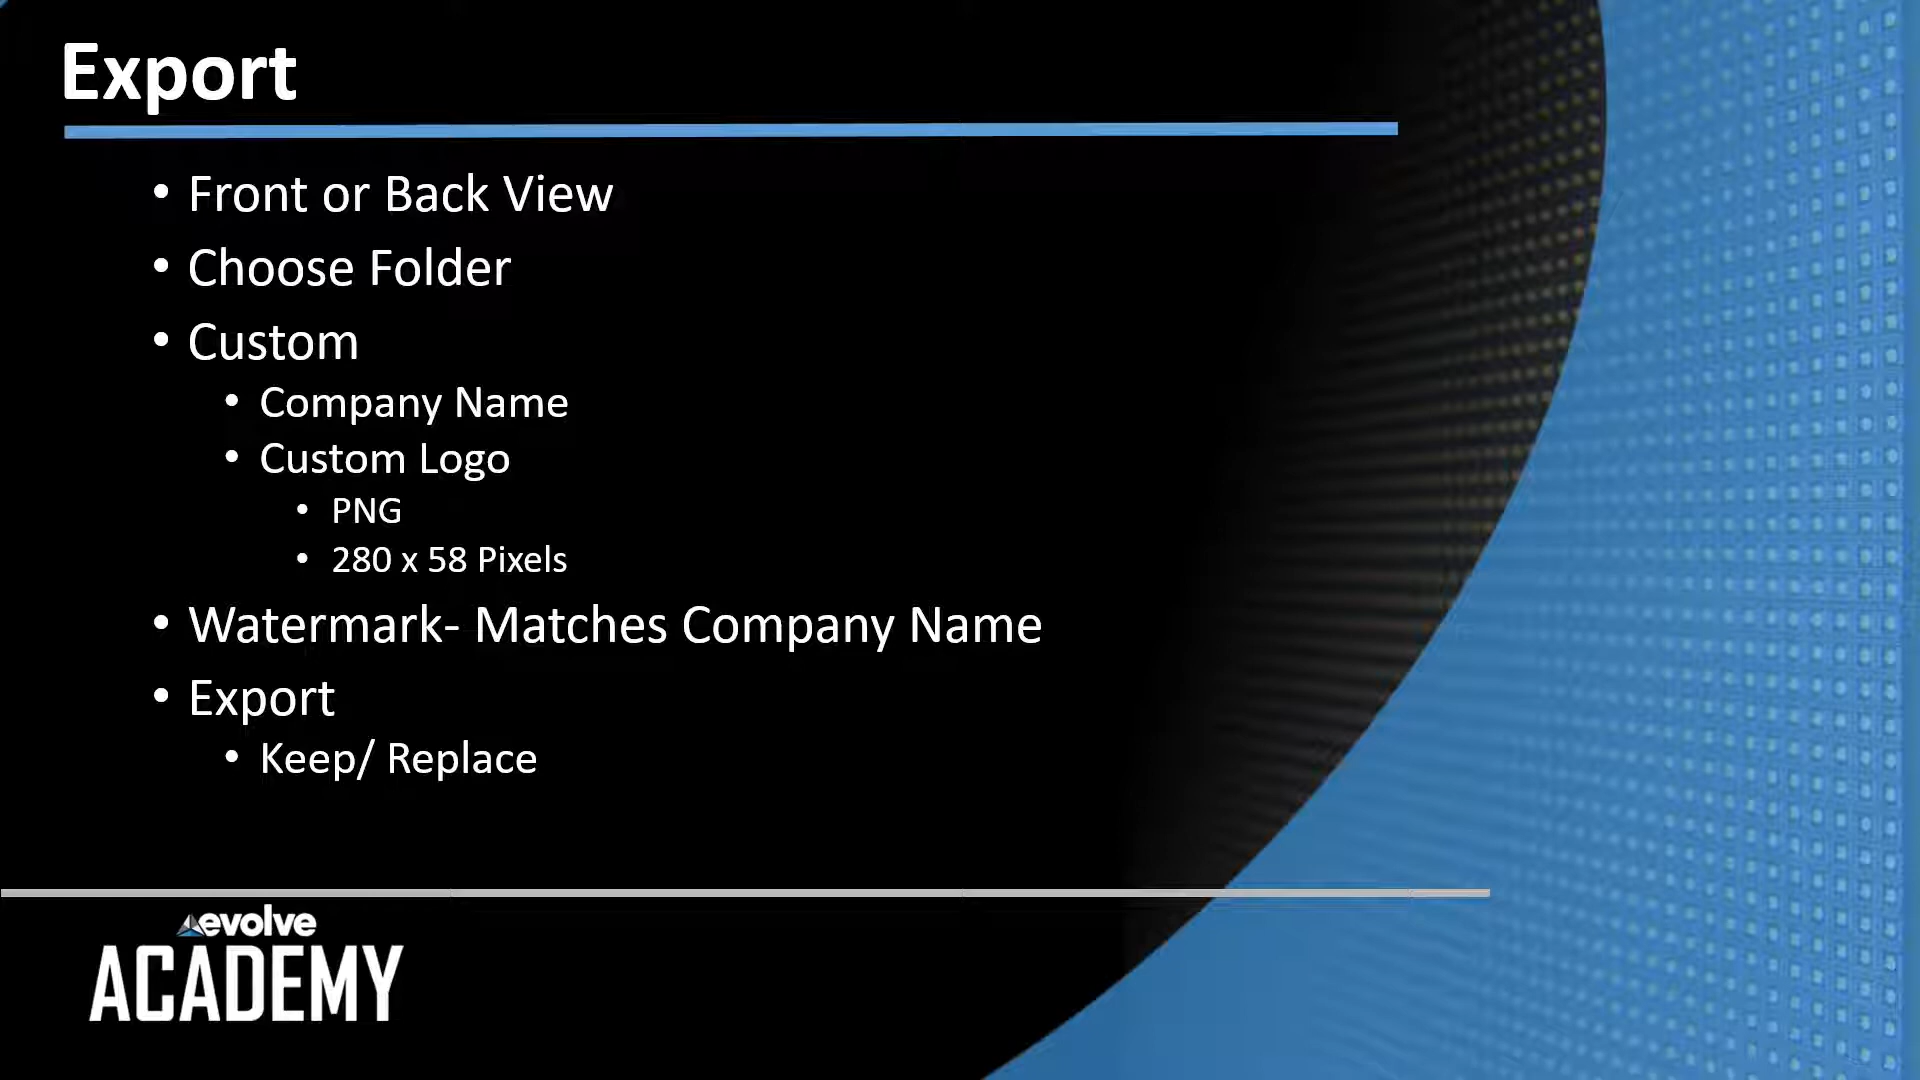 Export
• Front or Back View
• Choose Folder
• Custom
• Company Name
• Custom Logo
• PNG
• 280 x 58 Pixels
• Watermark- Matches Company Name
• Export
• Keep/ Replace
evolve
ACADEMY